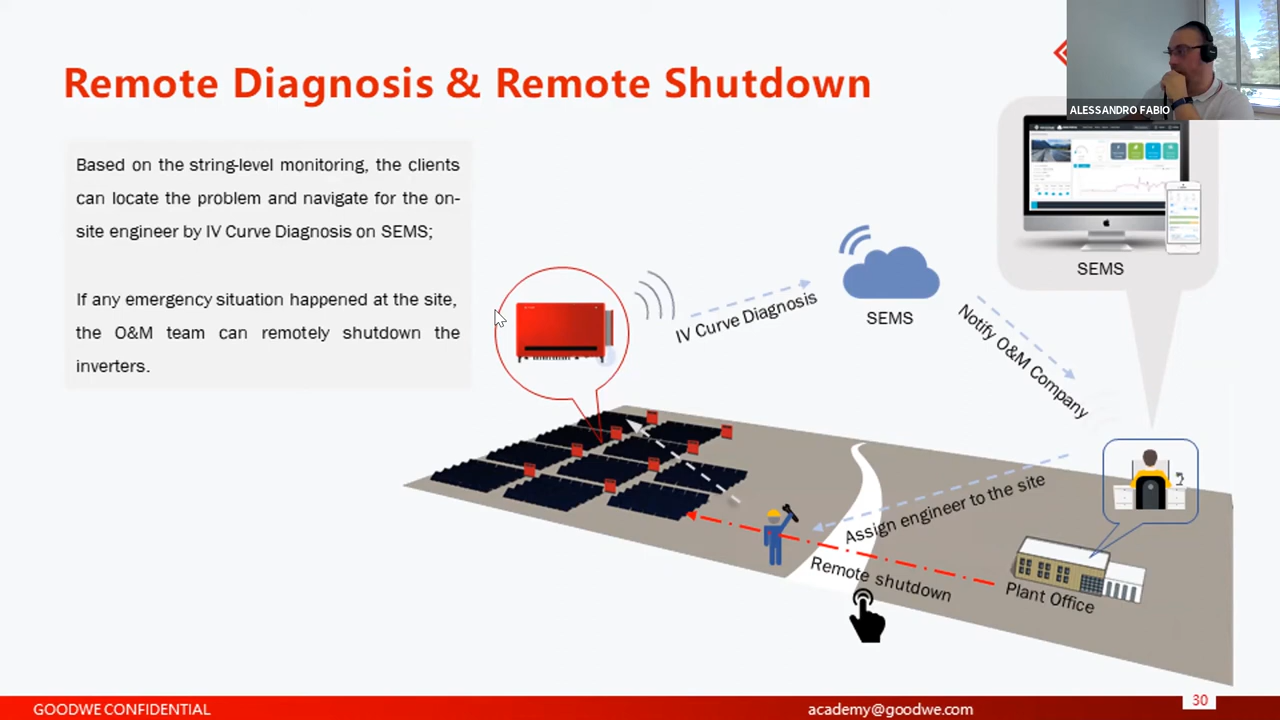 Remote Diagnosis & Remote Shutdown
ALESSANDRO FABIO
Based on the string-level monitoring, the clients
can locate the problem and navigate for the on-
site engineer by IV Curve Diagnosis on SEMS;
If any emergency situation happened at the site,
the O&M team can remotely shutdown the
inverters.
SEMS
IV Curve Diagnosis
SEMS
Notify O&M Company
Assign engineer to the site
Remote shutdown
Plant Office
GOODWE CONFIDENTIAL
academy@goodwe.com
30